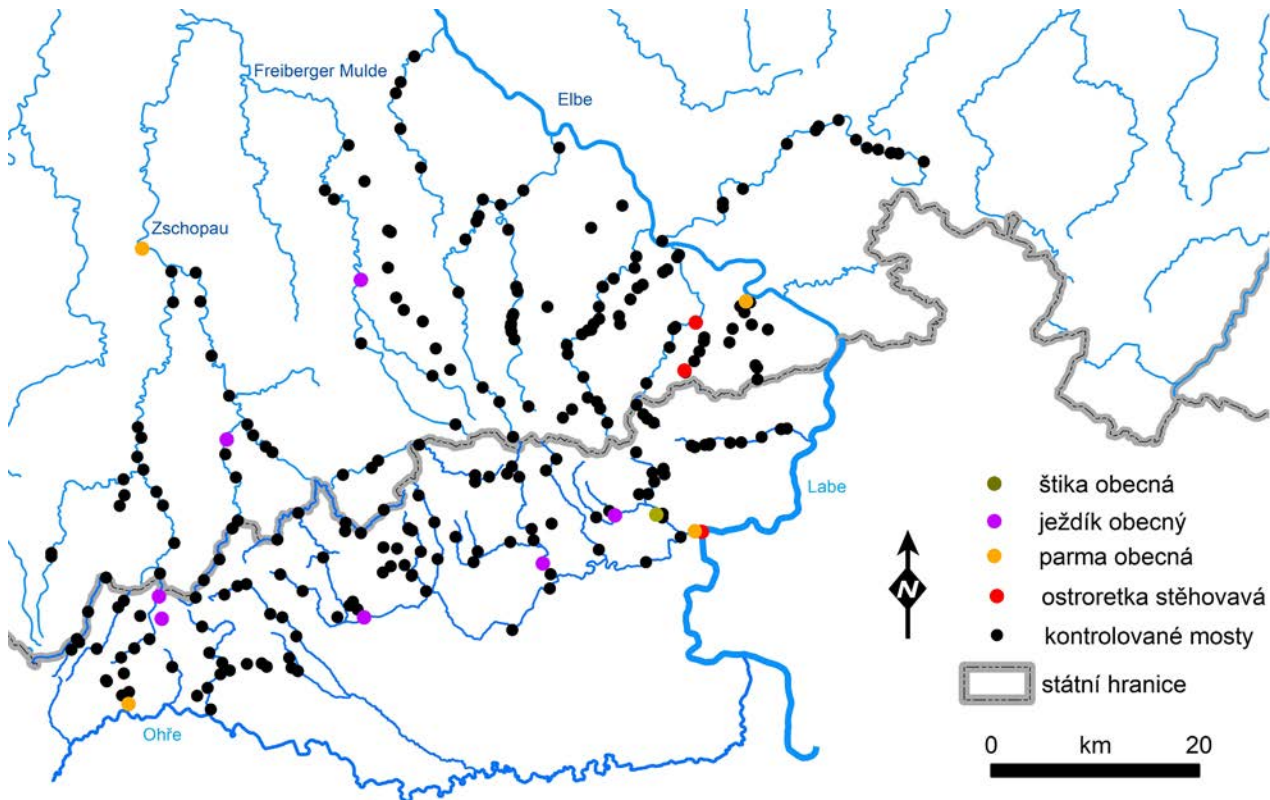 Freiberger Mulde
Elbe
Zschopau
Labe
Ohře
N
štika obecná
ježdík obecný
parma obecná
ostroretka stěhovavá
kontrolované mosty
státní hranice
0 km 20